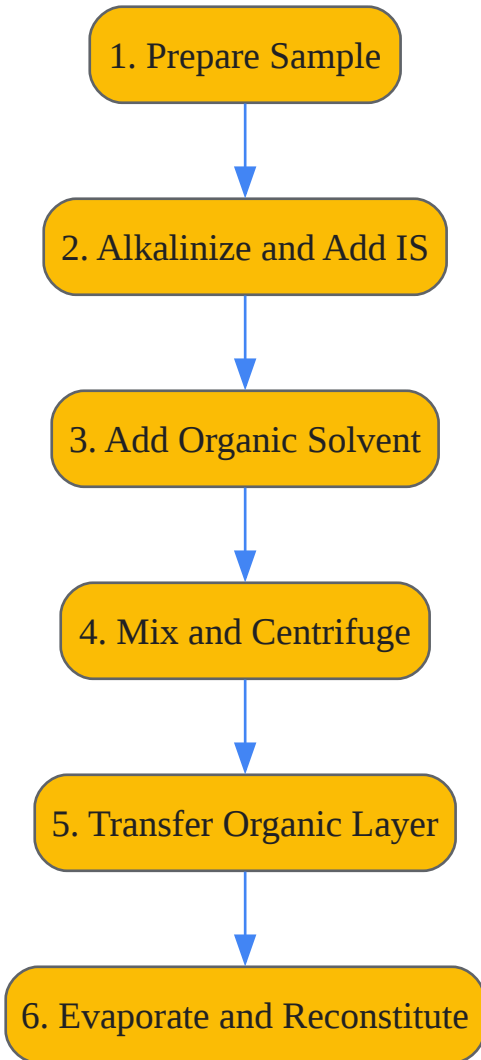 1. Prepare Sample
2. Alkalinize and Add IS
3. Add Organic Solvent
4. Mix and Centrifuge
5. Transfer Organic Layer
6. Evaporate and Reconstitute